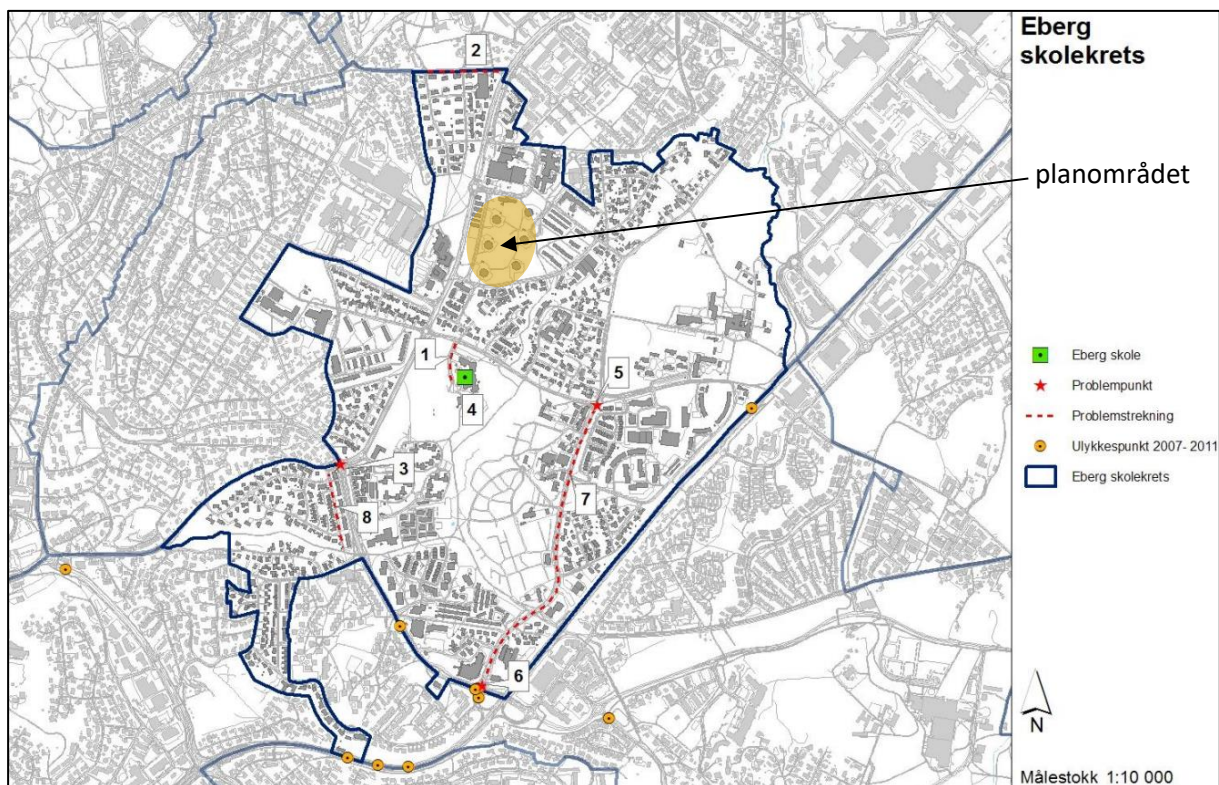 Eberg
skolekrets
planområdet
2
1
5
4
3
7
8
6
Eberg skole
Problempunkt
Problemstrekning
Ulykkespunkt 2007- 2011
Eberg skolekrets
N
Målestokk 1:10 000